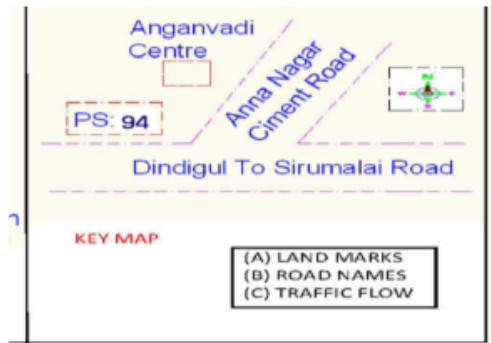 Anganvadi
Centre
Anna Nagar
Ciment Road
N
PS: 94
Dindigul To Sirumalai Road
KEY MAP
(A) LAND MARKS
(B) ROAD NAMES
(C) TRAFFIC FLOW